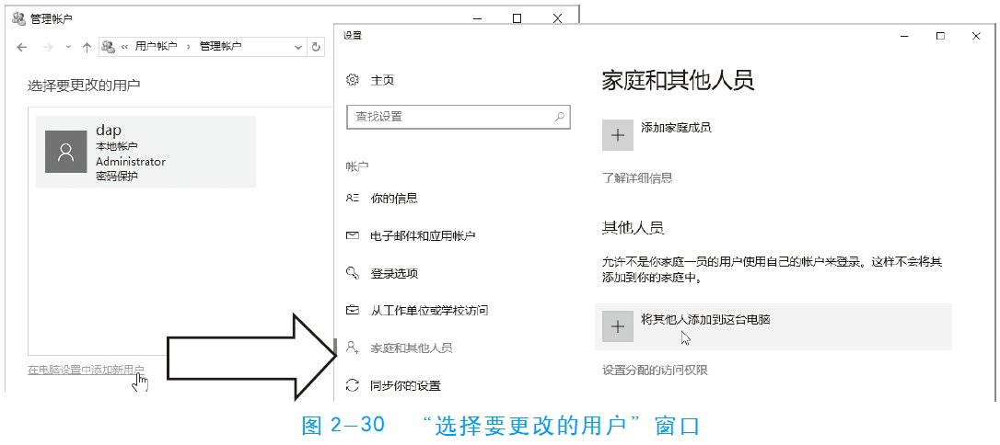 管理帐户
« 用户帐户 › 管理帐户
选择要更改的用户
dap
本地帐户
Administrator
密码保护
在电脑设置中添加新用户
设置
主页
查找设置
帐户
你的信息
电子邮件和应用帐户
登录选项
从工作单位或学校访问
家庭和其他人员
同步你的设置
家庭和其他人员
添加家庭成员
了解详细信息
其他人员
允许不是你家庭一员的用户使用自己的帐户来登录。这样不会将其
添加到你的家庭中。
将其他人添加到这台电脑
设置分配的访问权限
图 2-30 “选择要更改的用户”窗口